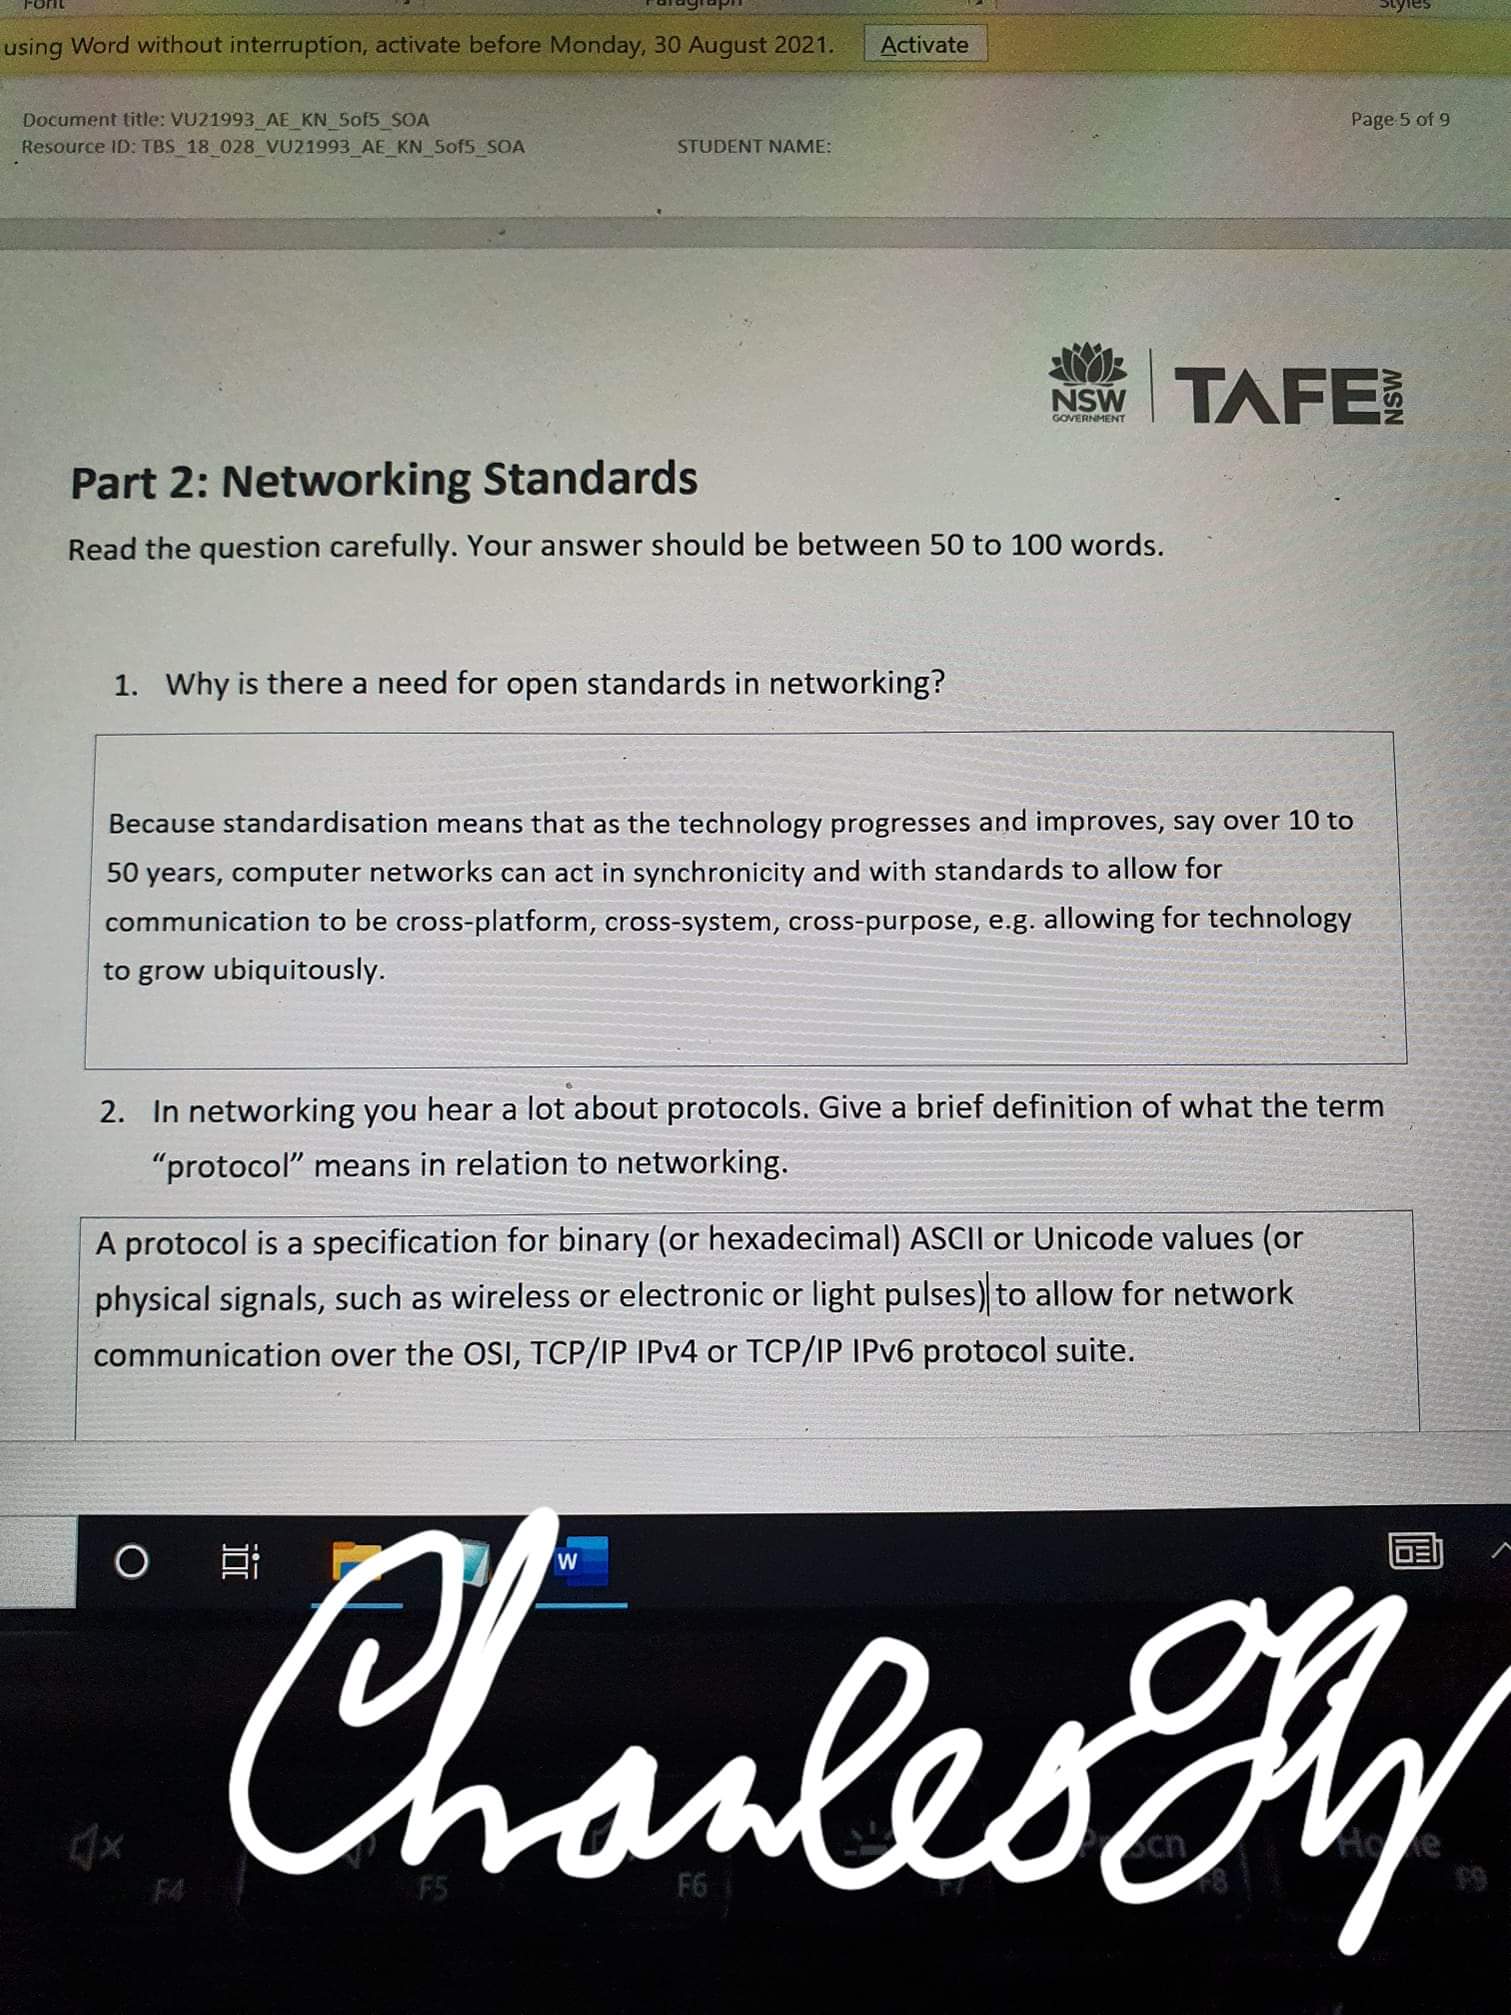 Font
Paragraph
Styles
using Word without interruption, activate before Monday, 30 August 2021. Activate
Document title: VU21993_AE_KN_5of5_SOA
Page 5 of 9
Resource ID: TBS_18_028_VU21993_AE_KN_5of5_SOA
STUDENT NAME:
NSW
GOVERNMENT
TAFE NSW
Part 2: Networking Standards
Read the question carefully. Your answer should be between 50 to 100 words.
1. Why is there a need for open standards in networking?
Because standardisation means that as the technology progresses and improves, say over 10 to
50 years, computer networks can act in synchronicity and with standards to allow for
communication to be cross-platform, cross-system, cross-purpose, e.g. allowing for technology
to grow ubiquitously.
2. In networking you hear a lot about protocols. Give a brief definition of what the term
“protocol” means in relation to networking.
A protocol is a specification for binary (or hexadecimal) ASCII or Unicode values (or
physical signals, such as wireless or electronic or light pulses) to allow for network
communication over the OSI, TCP/IP IPv4 or TCP/IP IPv6 protocol suite.
W
Charles
F4
F5
F6
F7
F8
F9